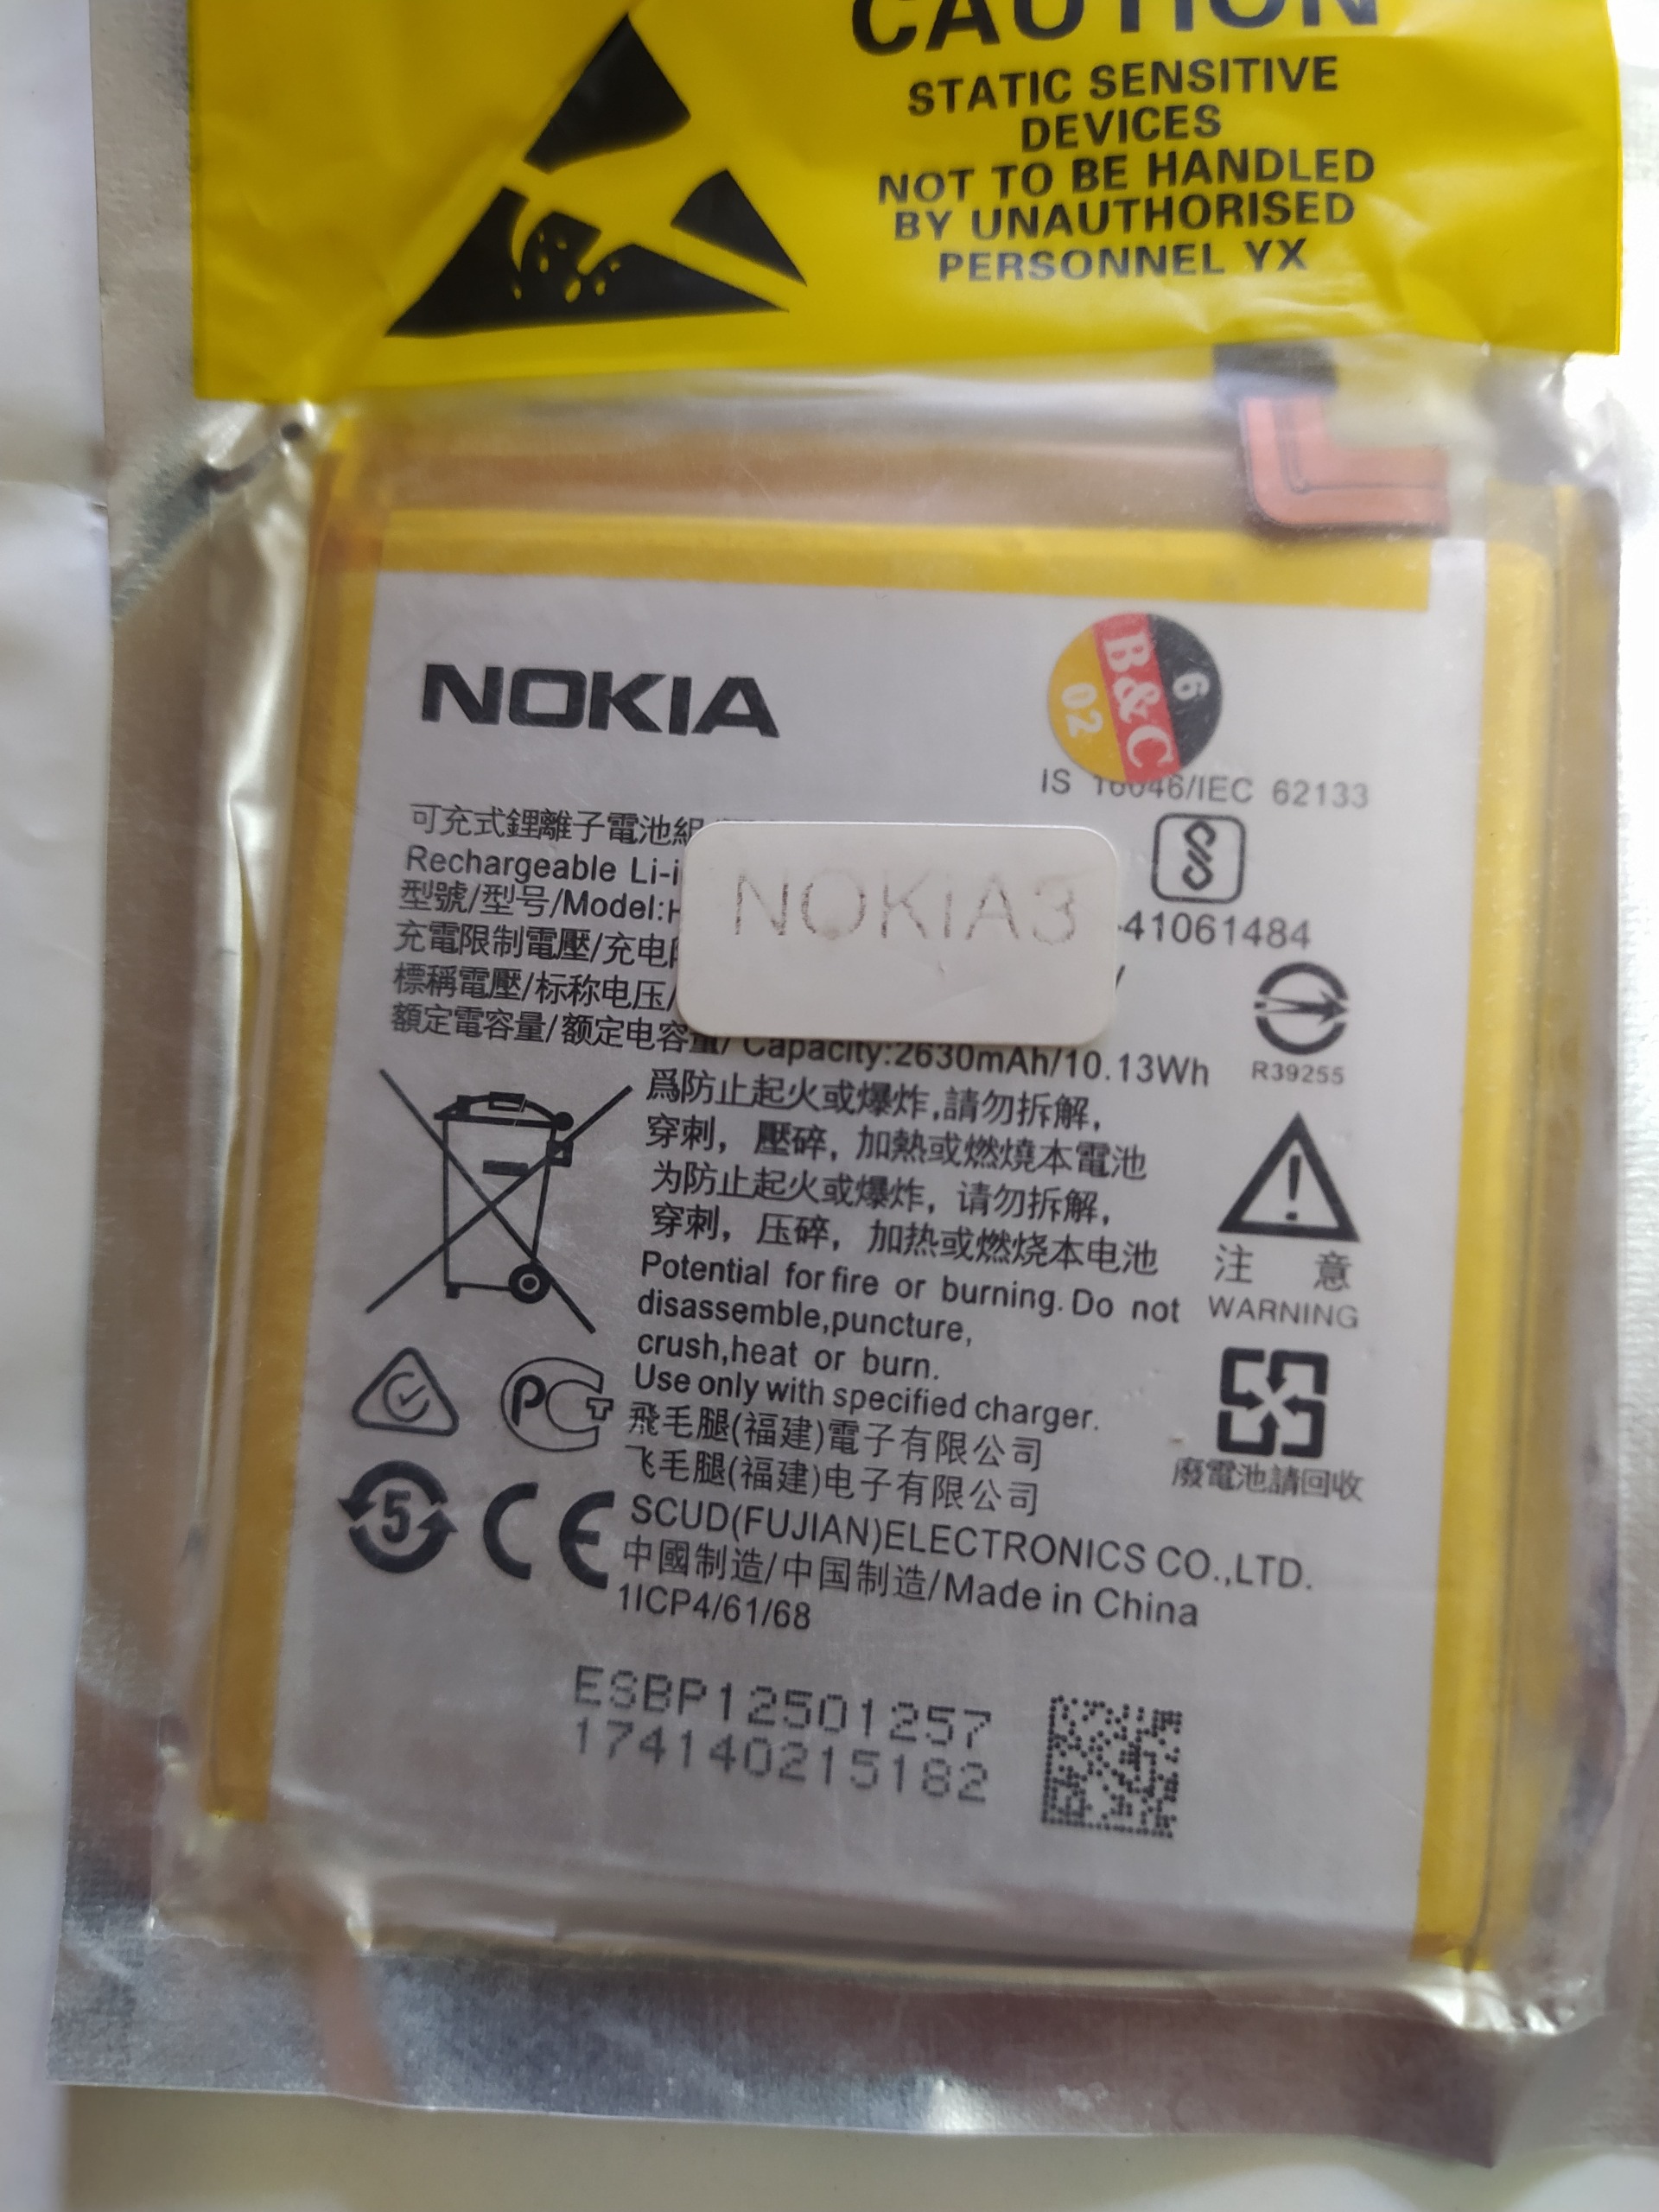 CAUTION
STATIC SENSITIVE
DEVICES
NOT TO BE HANDLED
BY UNAUTHORISED
PERSONNEL YX
NOKIA
B&C
6
02
IS 16046/IEC 62133
可充式鋰離子電池組
Rechargeable Li-i
型號/型号/Model:H
-41061484
充電限制電壓/充电
標稱電壓/标称电压/
額定電容量/额定电容量/ Capacity:2630mAh/10.13Wh
NOKIA3
R39255
爲防止起火或爆炸,請勿拆解,
穿刺，壓碎，加熱或燃燒本電池
为防止起火或爆炸，请勿拆解,
穿刺，压碎，加热或燃烧本电池
Potential for fire or burning. Do not
disassemble,puncture,
crush,heat or burn.
Use only with specified charger.
注 意
WARNING
飛毛腿(福建)電子有限公司
飞毛腿(福建)电子有限公司
廢電池請回收
SCUD(FUJIAN)ELECTRONICS CO.,LTD.
中國制造/中国制造/Made in China
1ICP4/61/68
PCT
5
CE
ESBP12501257
174140215182